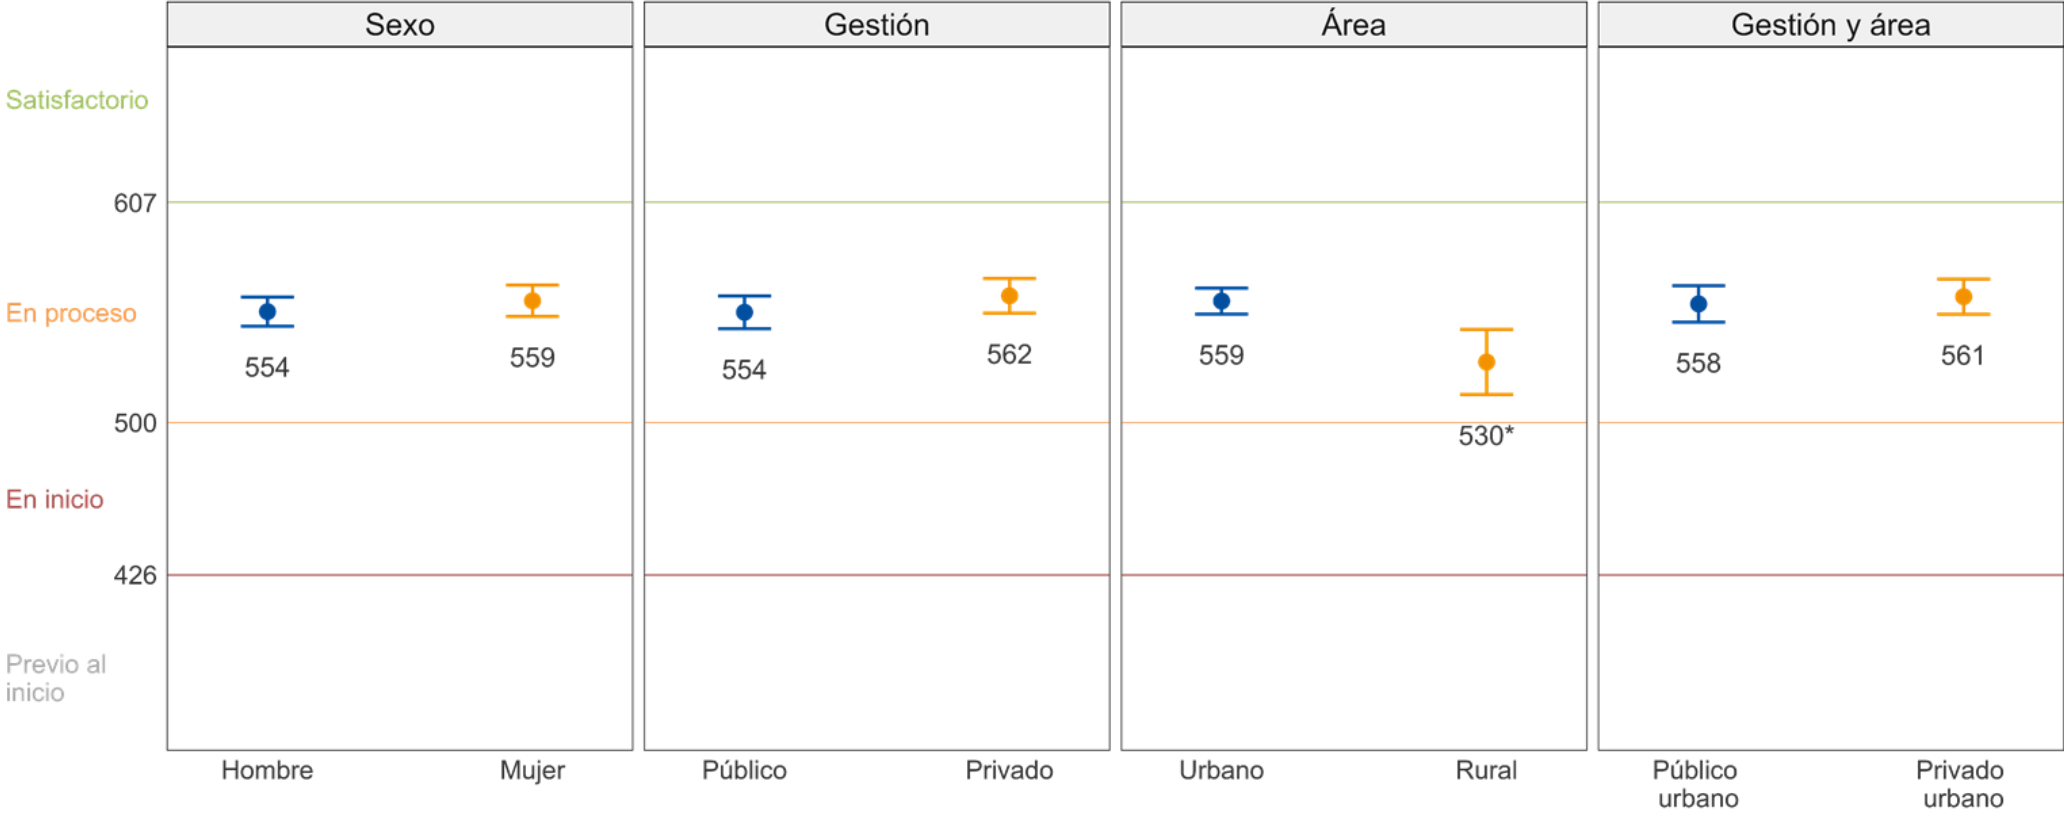 Sexo
Gestión
Área
Gestión y área
Satisfactorio
607
En proceso
500
En inicio
426
Previo al
inicio
554
559
554
562
559
530*
558
561
Hombre
Mujer
Público
Privado
Urbano
Rural
Público
urbano
Privado
urbano